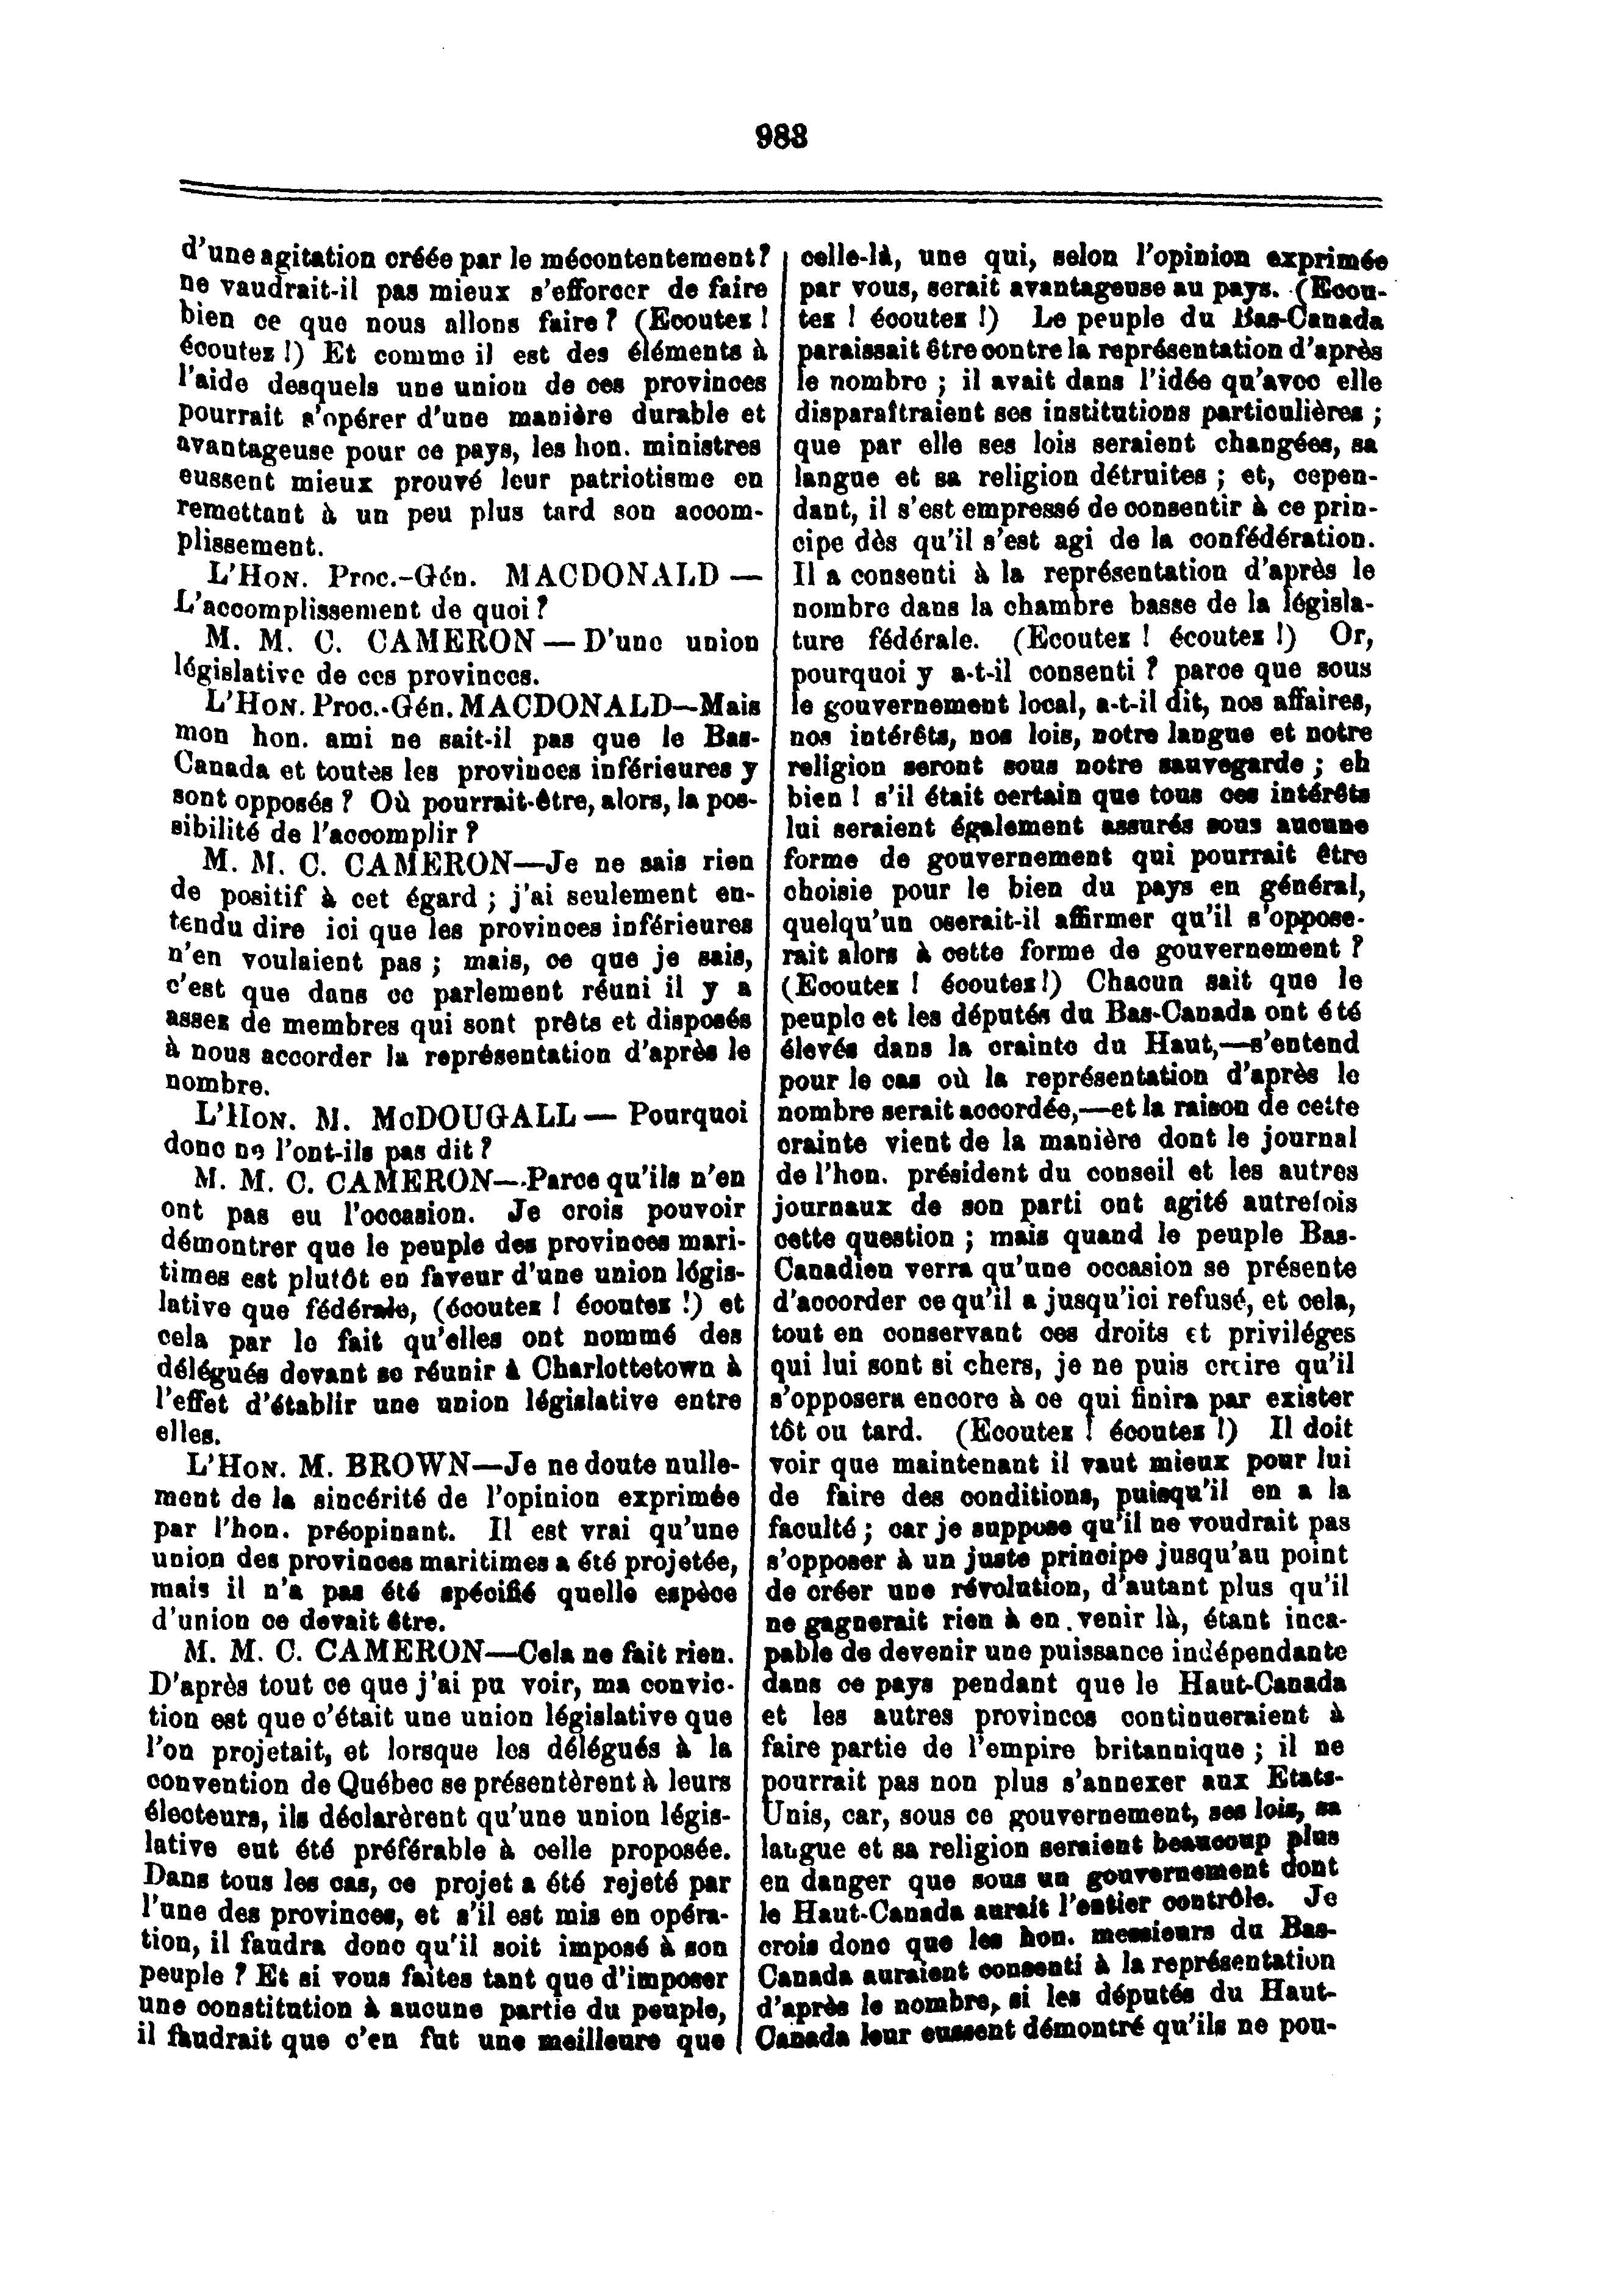 983
d'une agitation créée par le mécontentement?
ne vaudrait-il pas mieux s'efforcer de faire
bien ce que nous allons faire ? (Ecoutez !
écoutez !) Et comme il est des éléments à
l'aide desquels une union de ces provinces
pourrait s'opérer d'une manière durable et
avantageuse pour ce pays, les hon. ministres
eussent mieux prouvé leur patriotisme en
remettant à un peu plus tard son accom-
plissement.
L'HON. Proc.-Gén. MACDONALD —
L'accomplissement de quoi ?
M. M. C. CAMERON — D'une union
législative de ces provinces.
L'HON. Proc.-Gén. MACDONALD—Mais
mon hon. ami ne sait-il pas que le Bas-
Canada et toutes les provinces inférieures y
sont opposés ? Où pourrait-être, alors, la pos-
sibilité de l'accomplir ?
M. M. C. CAMERON—Je ne sais rien
de positif à cet égard ; j'ai seulement en-
tendu dire ici que les provinces inférieures
n'en voulaient pas ; mais, ce que je sais,
c'est que dans ce parlement réuni il y a
assez de membres qui sont prêts et disposés
à nous accorder la représentation d'après le
nombre.
L'HON. M. McDOUGALL — Pourquoi
donc ne l'ont-ils pas dit ?
M. M. C. CAMERON—Parce qu'ils n'en
ont pas eu l'occasion. Je crois pouvoir
démontrer que le peuple des provinces mari-
times est plutôt en faveur d'une union légis-
lative que fédérale, (écoutez ! écoutez !) et
cela par le fait qu'elles ont nommé des
délégués devant se réunir à Charlottetown à
l'effet d'établir une union législative entre
elles.
L'HON. M. BROWN—Je ne doute nulle-
ment de la sincérité de l'opinion exprimée
par l'hon. préopinant. Il est vrai qu'une
union des provinces maritimes a été projetée,
mais il n'a pas été spécifié quelle espèce
d'union ce devait être.
M. M. C. CAMERON—Cela ne fait rien.
D'après tout ce que j'ai pu voir, ma convic-
tion est que c'était une union législative que
l'on projetait, et lorsque les délégués à la
convention de Québec se présentèrent à leurs
électeurs, ils déclarèrent qu'une union légis-
lative eut été préférable à celle proposée.
Dans tous les cas, ce projet a été rejeté par
l'une des provinces, et s'il est mis en opéra-
tion, il faudra donc qu'il soit imposé à son
peuple ? Et si vous faites tant que d'imposer
une constitution à aucune partie du peuple,
il faudrait que c'en fut une meilleure que
celle-là, une qui, selon l'opinion exprimée
par vous, serait avantageuse au pays. (Ecou-
tez ! écoutez !) Le peuple du Bas-Canada
paraissait être contre la représentation d'après
le nombre ; il avait dans l'idée qu'avec elle
disparaîtraient ses institutions particulières ;
que par elle ses lois seraient changées, sa
langue et sa religion détruites ; et, cepen-
dant, il s'est empressé de consentir à ce prin-
cipe dès qu'il s'est agi de la confédération.
Il a consenti à la représentation d'après le
nombre dans la chambre basse de la législa-
ture fédérale. (Ecoutez ! écoutez !) Or,
pourquoi y a-t-il consenti ? parce que sous
le gouvernement local, a-t-il dit, nos affaires,
nos intérêts, nos lois, notre langue et notre
religion seront sous notre sauvegarde ; eh
bien ! s'il était certain que tous ces intérêts
lui seraient également assurés sous aucune
forme de gouvernement qui pourrait être
choisie pour le bien du pays en général,
quelqu'un oserait-il affirmer qu'il s'oppose-
rait alors à cette forme de gouvernement ?
(Ecoutez ! écoutez !) Chacun sait que le
peuple et les députés du Bas-Canada ont été
élevés dans la crainte du Haut,—s'entend
pour le cas où la représentation d'après le
nombre serait accordée,—et la raison de cette
crainte vient de la manière dont le journal
de l'hon. président du conseil et les autres
journaux de son parti ont agité autrefois
cette question ; mais quand le peuple Bas-
Canadien verra qu'une occasion se présente
d'accorder ce qu'il a jusqu'ici refusé, et cela,
tout en conservant ces droits et priviléges
qui lui sont si chers, je ne puis croire qu'il
s'opposera encore à ce qui finira par exister
tôt ou tard. (Ecoutez ! écoutez !) Il doit
voir que maintenant il vaut mieux pour lui
de faire des conditions, puisqu'il en a la
faculté ; car je suppose qu'il ne voudrait pas
s'opposer à un juste principe jusqu'au point
de créer une révolution, d'autant plus qu'il
ne gagnerait rien à en venir là, étant inca-
pable de devenir une puissance indépendante
dans ce pays pendant que le Haut-Canada
et les autres provinces continueraient à
faire partie de l'empire britannique ; il ne
pourrait pas non plus s'annexer aux Etats-
Unis, car, sous ce gouvernement, ses lois, sa
langue et sa religion seraient beaucoup plus
en danger que sous un gouvernement dont
le Haut-Canada aurait l'entier contrôle. Je
crois donc que les hon. messieurs du Bas-
Canada auraient consenti à la représentation
d'après le nombre, si les députés du Haut-
Canada leur eussent démontré qu'ils ne pou-